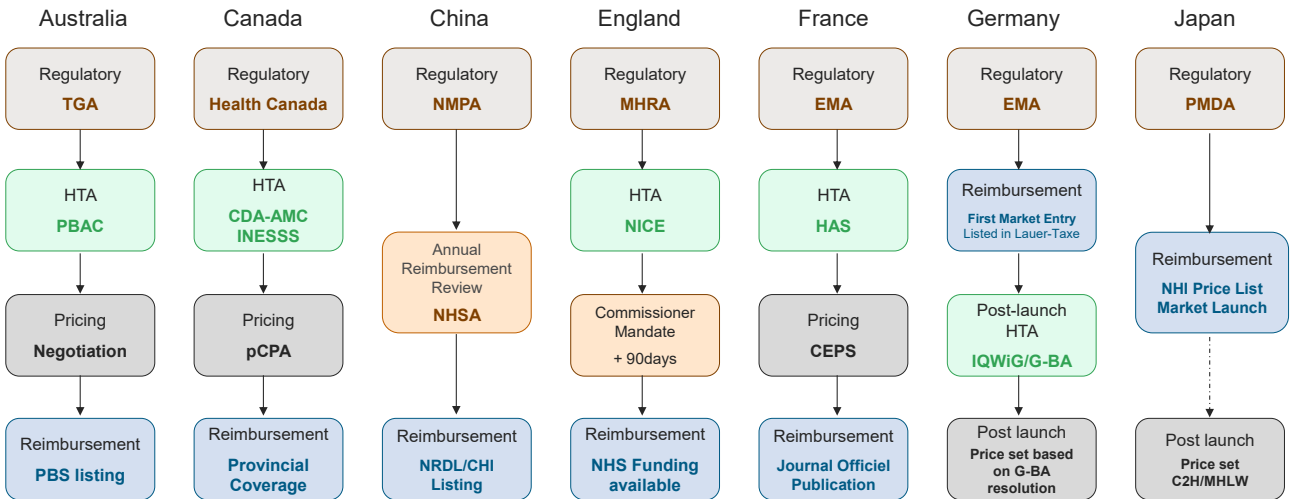 Australia
Regulatory
TGA
HTA
PBAC
Pricing
Negotiation
Reimbursement
PBS listing
Canada
Regulatory
Health Canada
HTA
CDA-AMC
INESSS
Pricing
pCPA
Reimbursement
Provincial
Coverage
China
Regulatory
NMPA
Annual
Reimbursement
Review
NHSA
Reimbursement
NRDL/CHI
Listing
England
Regulatory
MHRA
HTA
NICE
Commissioner
Mandate
+ 90days
Reimbursement
NHS Funding
available
France
Regulatory
EMA
HTA
HAS
Pricing
CEPS
Reimbursement
Journal Officiel
Publication
Germany
Regulatory
EMA
Reimbursement
First Market Entry
Listed in Lauer-Taxe
Post-launch
HTA
IQWiG/G-BA
Post launch
Price set based
on G-BA
resolution
Japan
Regulatory
PMDA
Reimbursement
NHI Price List
Market Launch
Post launch
Price set
C2H/MHLW